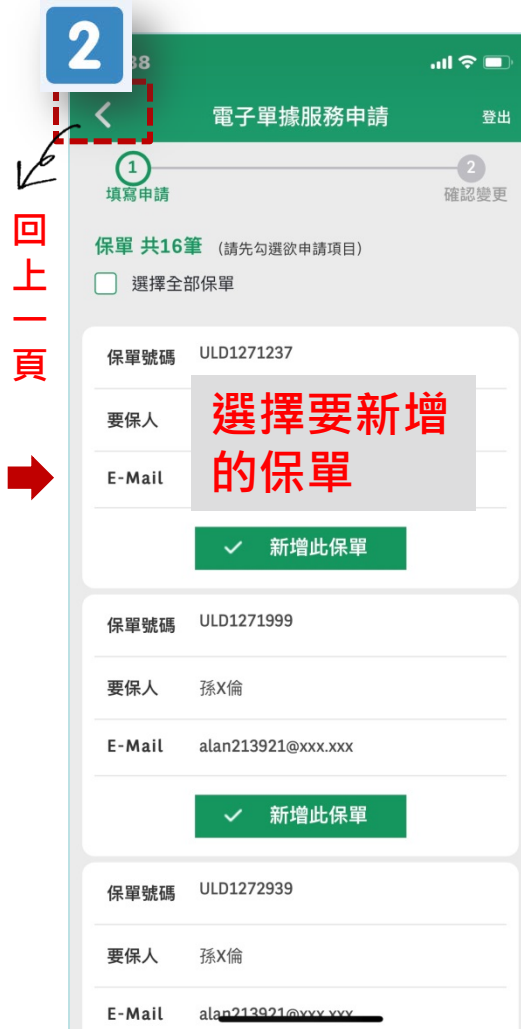 2
38
電子單據服務申請
登出
1
2
填寫申請
確認變更
回上一頁
保單 共16筆 (請先勾選欲申請項目)
選擇全部保單
保單號碼 ULD1271237
選擇要新增
的保單
要保人
E-Mail
新增此保單
保單號碼 ULD1271999
要保人 孫X倫
E-Mail alan213921@xxx.xxx
新增此保單
保單號碼 ULD1272939
要保人 孫X倫
E-Mail alan213921@xxx.xxx